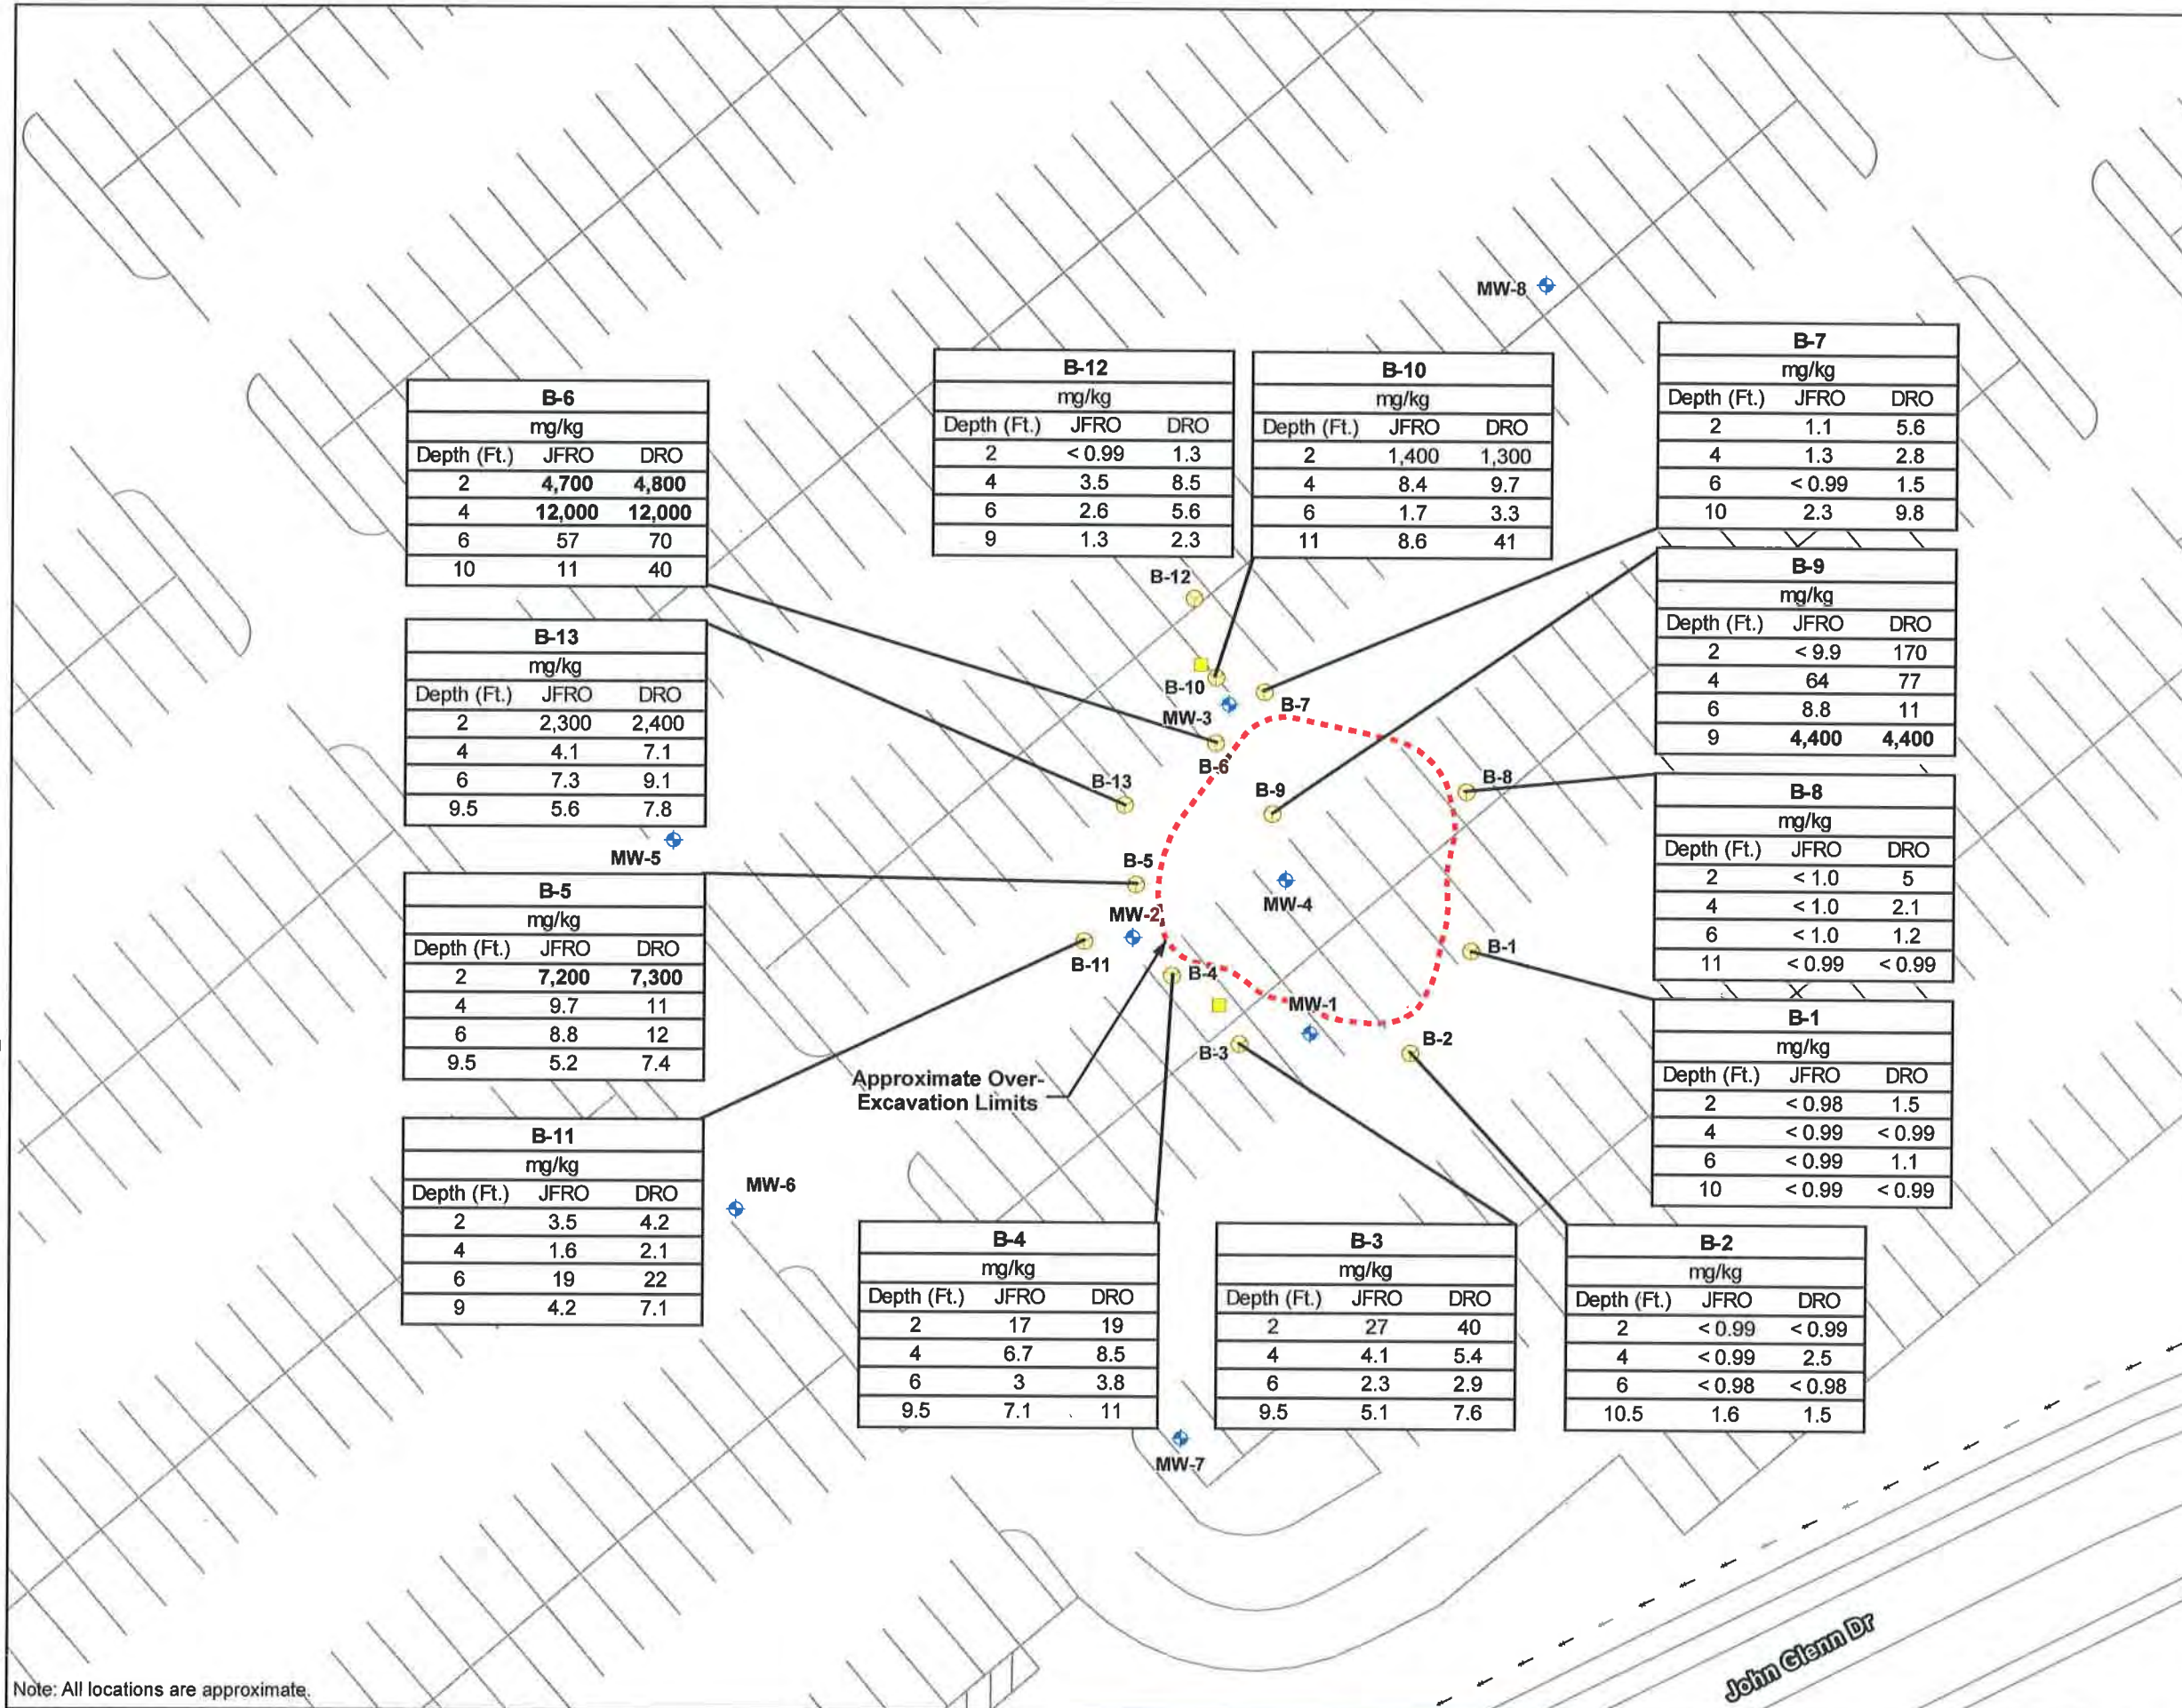 MW-8
B-7
mg/kg
Depth (Ft.) JFRO DRO
2 1.1 5.6
4 1.3 2.8
6 < 0.99 1.5
10 2.3 9.8
B-12
mg/kg
Depth (Ft.) JFRO DRO
2 < 0.99 1.3
4 3.5 8.5
6 2.6 5.6
9 1.3 2.3
B-10
mg/kg
Depth (Ft.) JFRO DRO
2 1,400 1,300
4 8.4 9.7
6 1.7 3.3
11 8.6 41
B-6
mg/kg
Depth (Ft.) JFRO DRO
2 4,700 4,800
4 12,000 12,000
6 57 70
10 11 40
B-9
mg/kg
Depth (Ft.) JFRO DRO
2 < 9.9 170
4 64 77
6 8.8 11
9 4,400 4,400
B-13
mg/kg
Depth (Ft.) JFRO DRO
2 2,300 2,400
4 4.1 7.1
6 7.3 9.1
9.5 5.6 7.8
B-12
B-10
MW-3
B-7
B-6
B-13
B-9
B-8
B-8
mg/kg
Depth (Ft.) JFRO DRO
2 < 1.0 5
4 < 1.0 2.1
6 < 1.0 1.2
11 < 0.99 < 0.99
MW-5
B-5
mg/kg
Depth (Ft.) JFRO DRO
2 7,200 7,300
4 9.7 11
6 8.8 12
9.5 5.2 7.4
B-5
MW-2
MW-4
B-11
B-4
B-1
MW-1
B-3
B-2
Approximate Over-
Excavation Limits
B-1
mg/kg
Depth (Ft.) JFRO DRO
2 < 0.98 1.5
4 < 0.99 < 0.99
6 < 0.99 1.1
10 < 0.99 < 0.99
B-11
mg/kg
Depth (Ft.) JFRO DRO
2 3.5 4.2
4 1.6 2.1
6 19 22
9 4.2 7.1
MW-6
B-4
mg/kg
Depth (Ft.) JFRO DRO
2 17 19
4 6.7 8.5
6 3 3.8
9.5 7.1 11
B-3
mg/kg
Depth (Ft.) JFRO DRO
2 27 40
4 4.1 5.4
6 2.3 2.9
9.5 5.1 7.6
B-2
mg/kg
Depth (Ft.) JFRO DRO
2 < 0.99 < 0.99
4 < 0.99 2.5
6 < 0.98 < 0.98
10.5 1.6 1.5
MW-7
John Glenn Dr
Note: All locations are approximate.